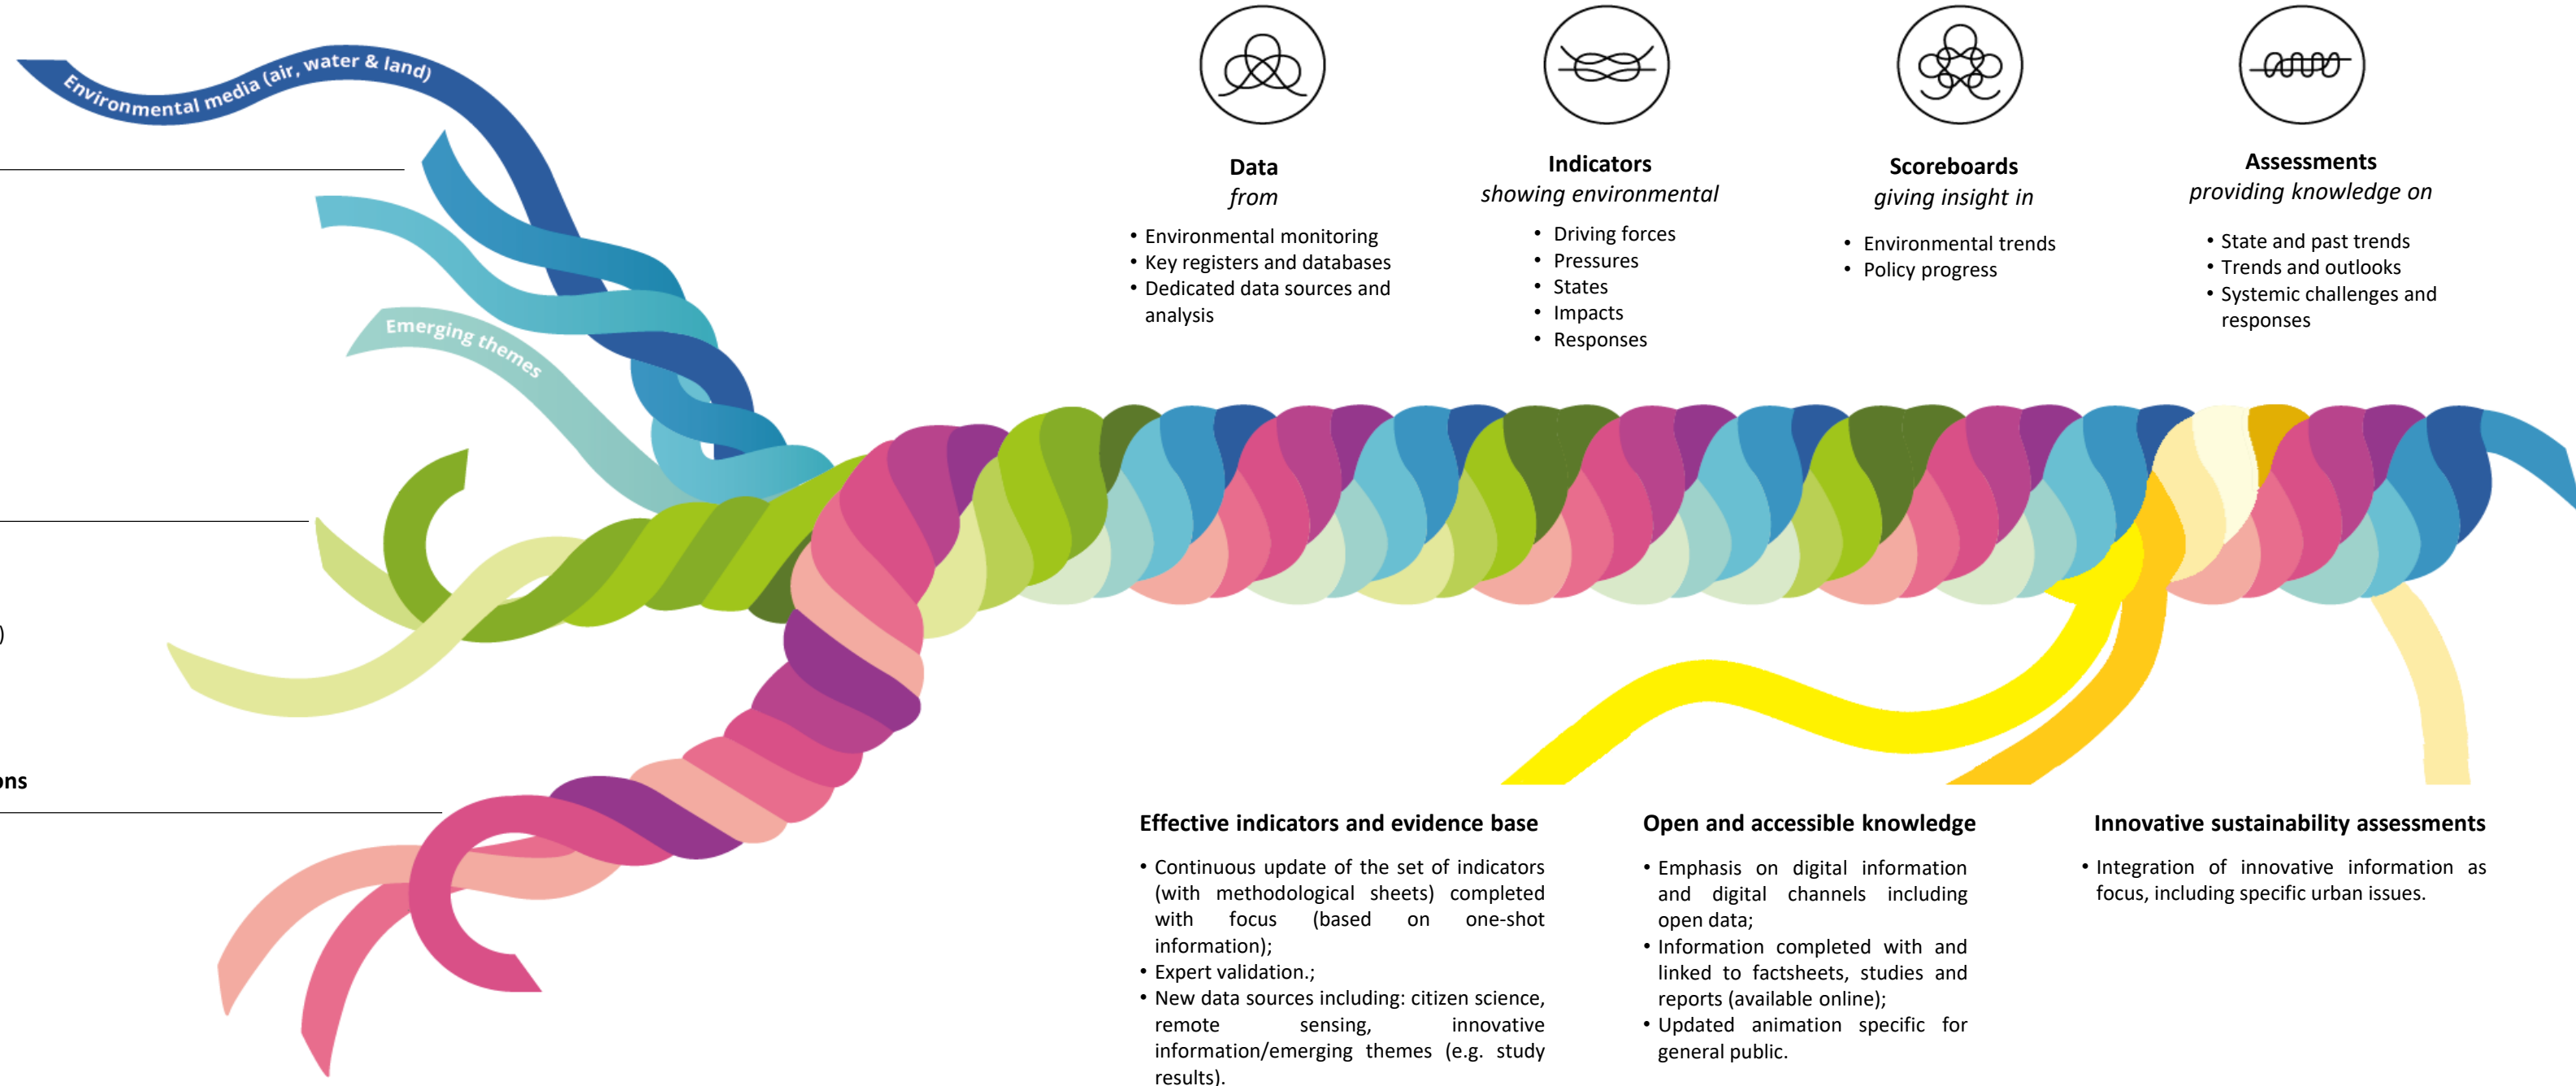 Environmental media (air, water & land)
Emerging themes
)
ons
Data
from
• Environmental monitoring
• Key registers and databases
• Dedicated data sources and
analysis
Indicators
showing environmental
• Driving forces
• Pressures
• States
• Impacts
• Responses
Scoreboards
giving insight in
• Environmental trends
• Policy progress
Assessments
providing knowledge on
• State and past trends
• Trends and outlooks
• Systemic challenges and
responses
Effective indicators and evidence base
• Continuous update of the set of indicators
(with methodological sheets) completed
with focus (based on one-shot
information);
• Expert validation.;
• New data sources including: citizen science,
remote sensing, innovative
information/emerging themes (e.g. study
results).
Open and accessible knowledge
• Emphasis on digital information
and digital channels including
open data;
• Information completed with and
linked to factsheets, studies and
reports (available online);
• Updated animation specific for
general public.
Innovative sustainability assessments
• Integration of innovative information as
focus, including specific urban issues.